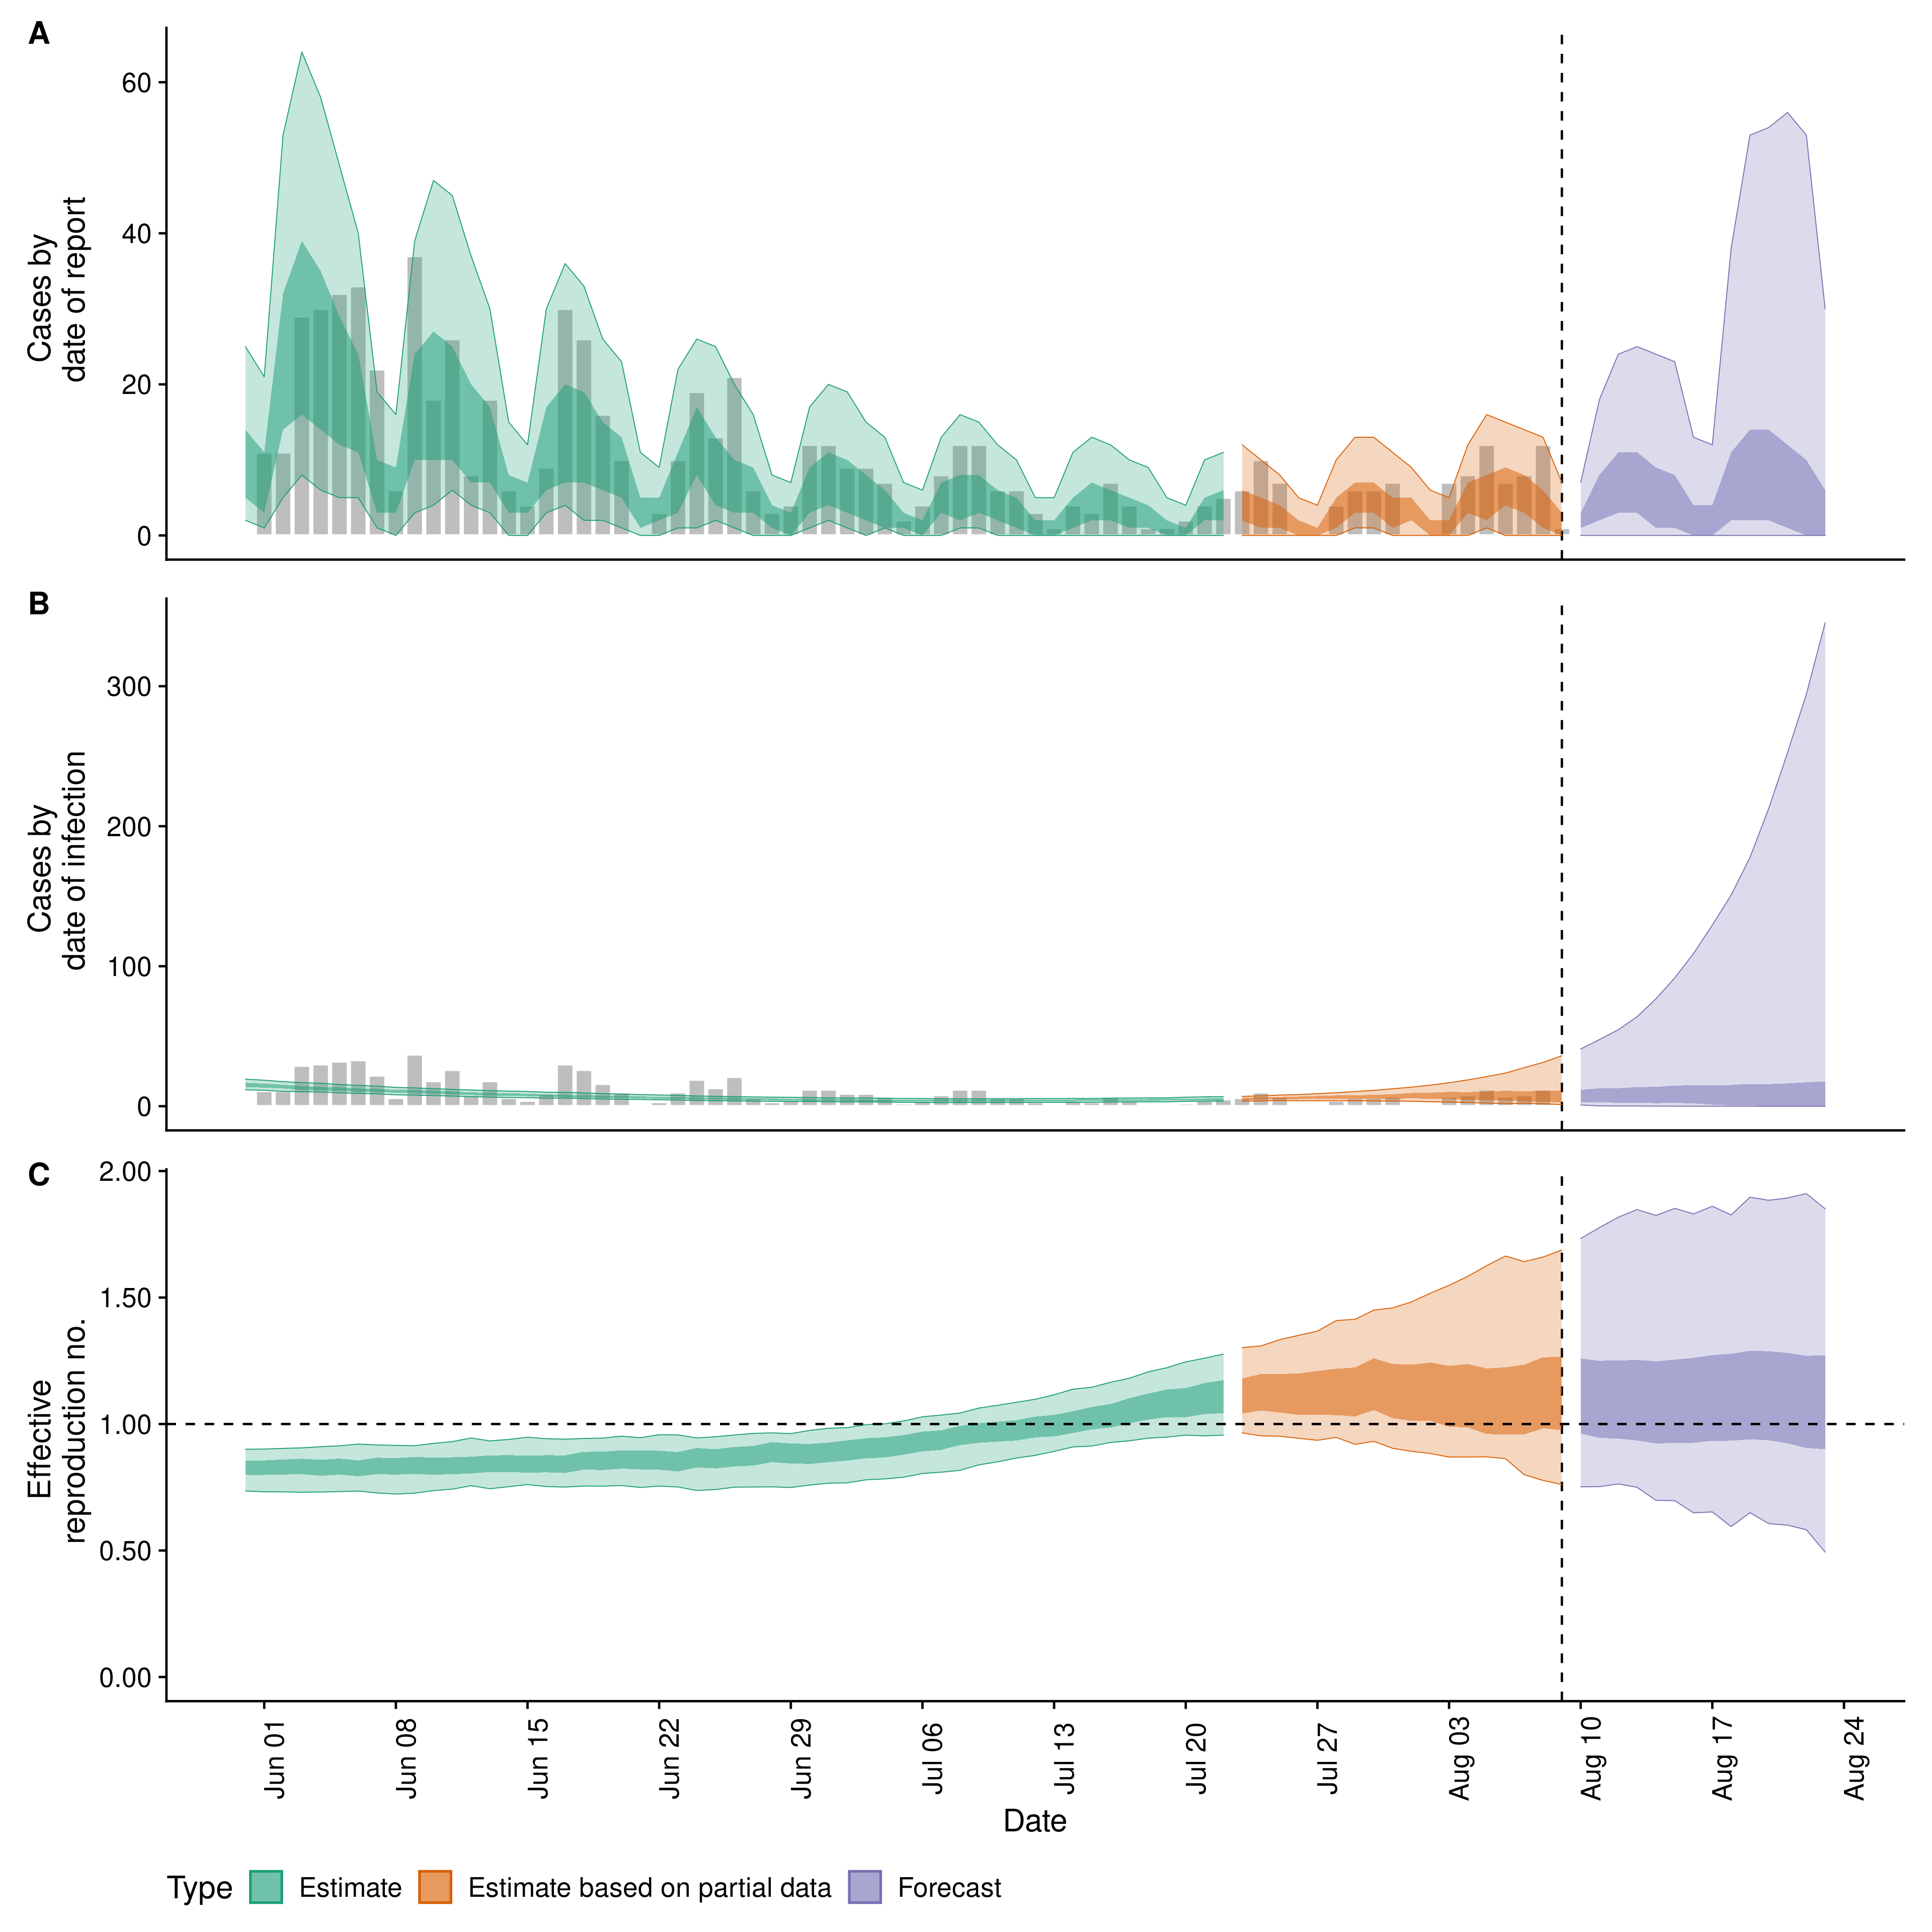 A
60
40
20
0
Cases by
date of report
B
300
200
100
0
Cases by
date of infection
C
2.00
1.50
1.00
0.50
0.00
Effective
reproduction no.
Jun 01
Jun 08
Jun 15
Jun 22
Jun 29
Jul 06
Jul 13
Jul 20
Jul 27
Aug 03
Aug 10
Aug 17
Aug 24
Date
Type Estimate Estimate based on partial data Forecast